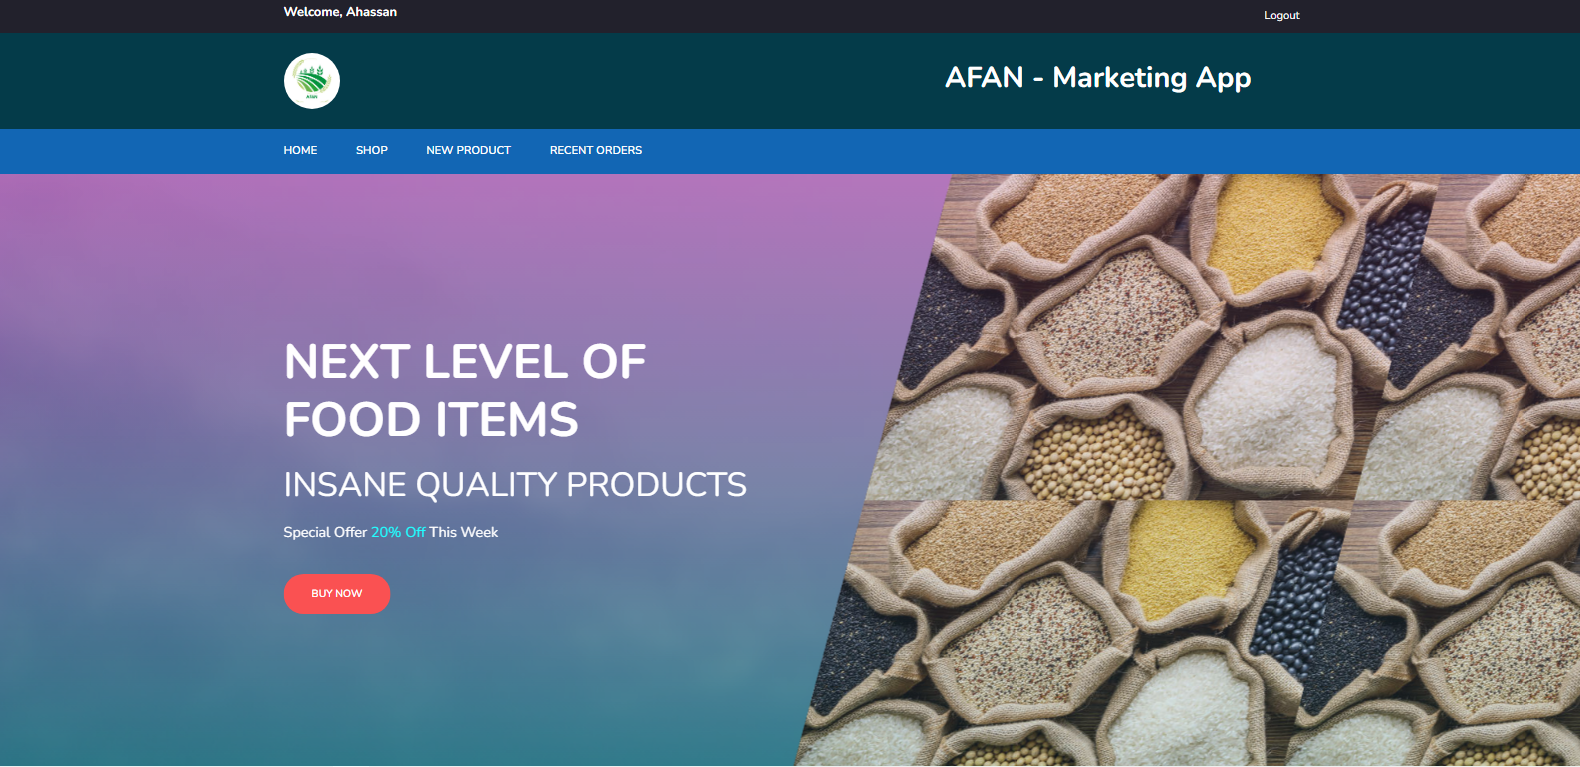 Welcome, Ahassan
Logout
AFAN
AFAN - Marketing App
HOME
SHOP
NEW PRODUCT
RECENT ORDERS
NEXT LEVEL OF
FOOD ITEMS
INSANE QUALITY PRODUCTS
Special Offer 20% Off This Week
BUY NOW